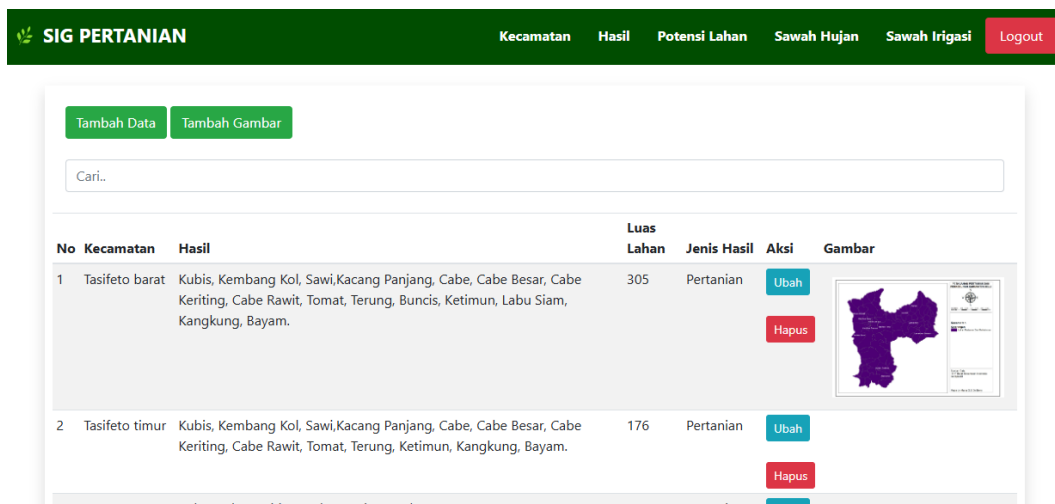 SIG PERTANIAN
Kecamatan Hasil Potensi Lahan Sawah Hujan Sawah Irigasi Logout
Tambah Data Tambah Gambar
Cari..
No Kecamatan Hasil Luas Lahan Jenis Hasil Aksi Gambar
1 Tasifeto barat Kubis, Kembang Kol, Sawi,Kacang Panjang, Cabe, Cabe Besar, Cabe 305 Pertanian Ubah
Keriting, Cabe Rawit, Tomat, Terung, Buncis, Ketimun, Labu Siam,
Kangkung, Bayam.
Hapus
2 Tasifeto timur Kubis, Kembang Kol, Sawi,Kacang Panjang, Cabe, Cabe Besar, Cabe 176 Pertanian Ubah
Keriting, Cabe Rawit, Tomat, Terung, Ketimun, Kangkung, Bayam.
Hapus